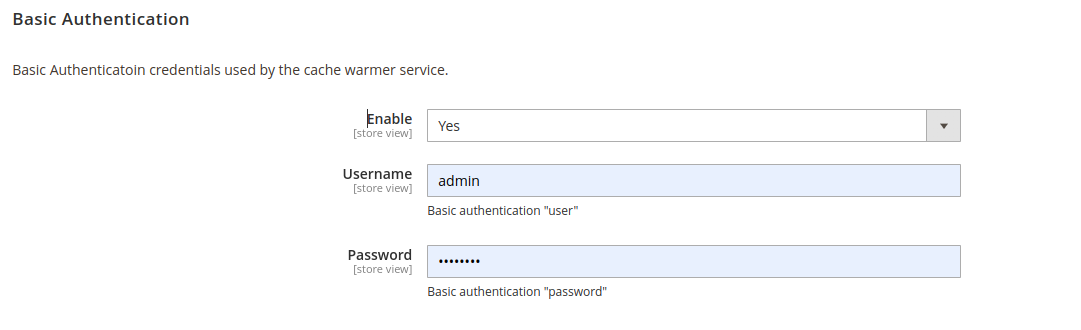 Basic Authentication
Basic Authenticatoin credentials used by the cache warmer service.
Enable
[store view]
Yes
Username
[store view]
admin
Basic authentication "user"
Password
[store view]
••••••••
Basic authentication "password"